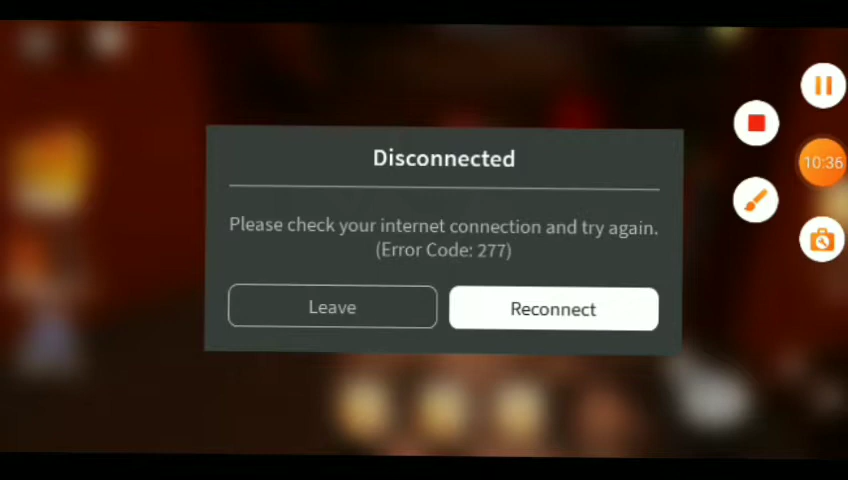 Disconnected
Please check your internet connection and try again.
(Error Code: 277)
Leave
Reconnect
10:36